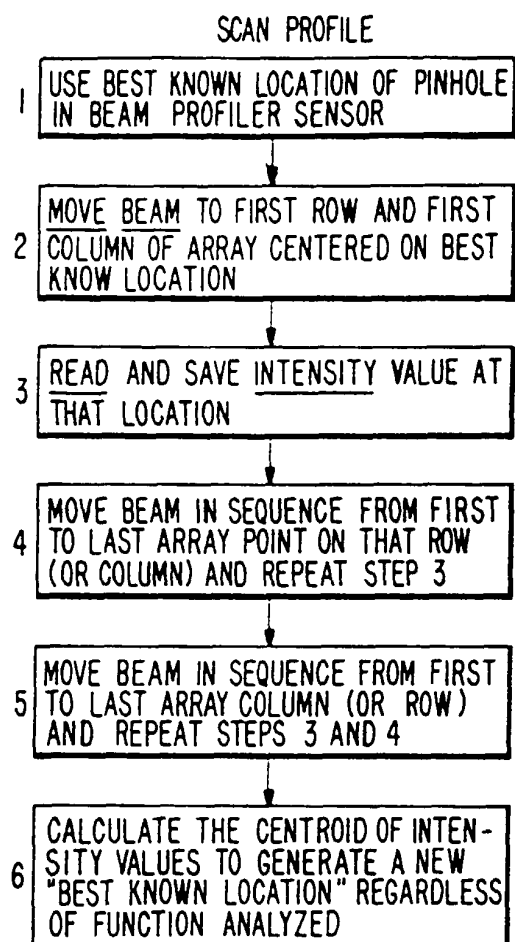 SCAN PROFILE
1 USE BEST KNOWN LOCATION OF PINHOLE
IN BEAM PROFILER SENSOR
MOVE BEAM TO FIRST ROW AND FIRST
2 COLUMN OF ARRAY CENTERED ON BEST
KNOW LOCATION
3 READ AND SAVE INTENSITY VALUE AT
THAT LOCATION
MOVE BEAM IN SEQUENCE FROM FIRST
4 TO LAST ARRAY POINT ON THAT ROW
(OR COLUMN) AND REPEAT STEP 3
MOVE BEAM IN SEQUENCE FROM FIRST
5 TO LAST ARRAY COLUMN (OR ROW)
AND REPEAT STEPS 3 AND 4
CALCULATE THE CENTROID OF INTEN-
6 SITY VALUES TO GENERATE A NEW
"BEST KNOWN LOCATION" REGARDLESS
OF FUNCTION ANALYZED